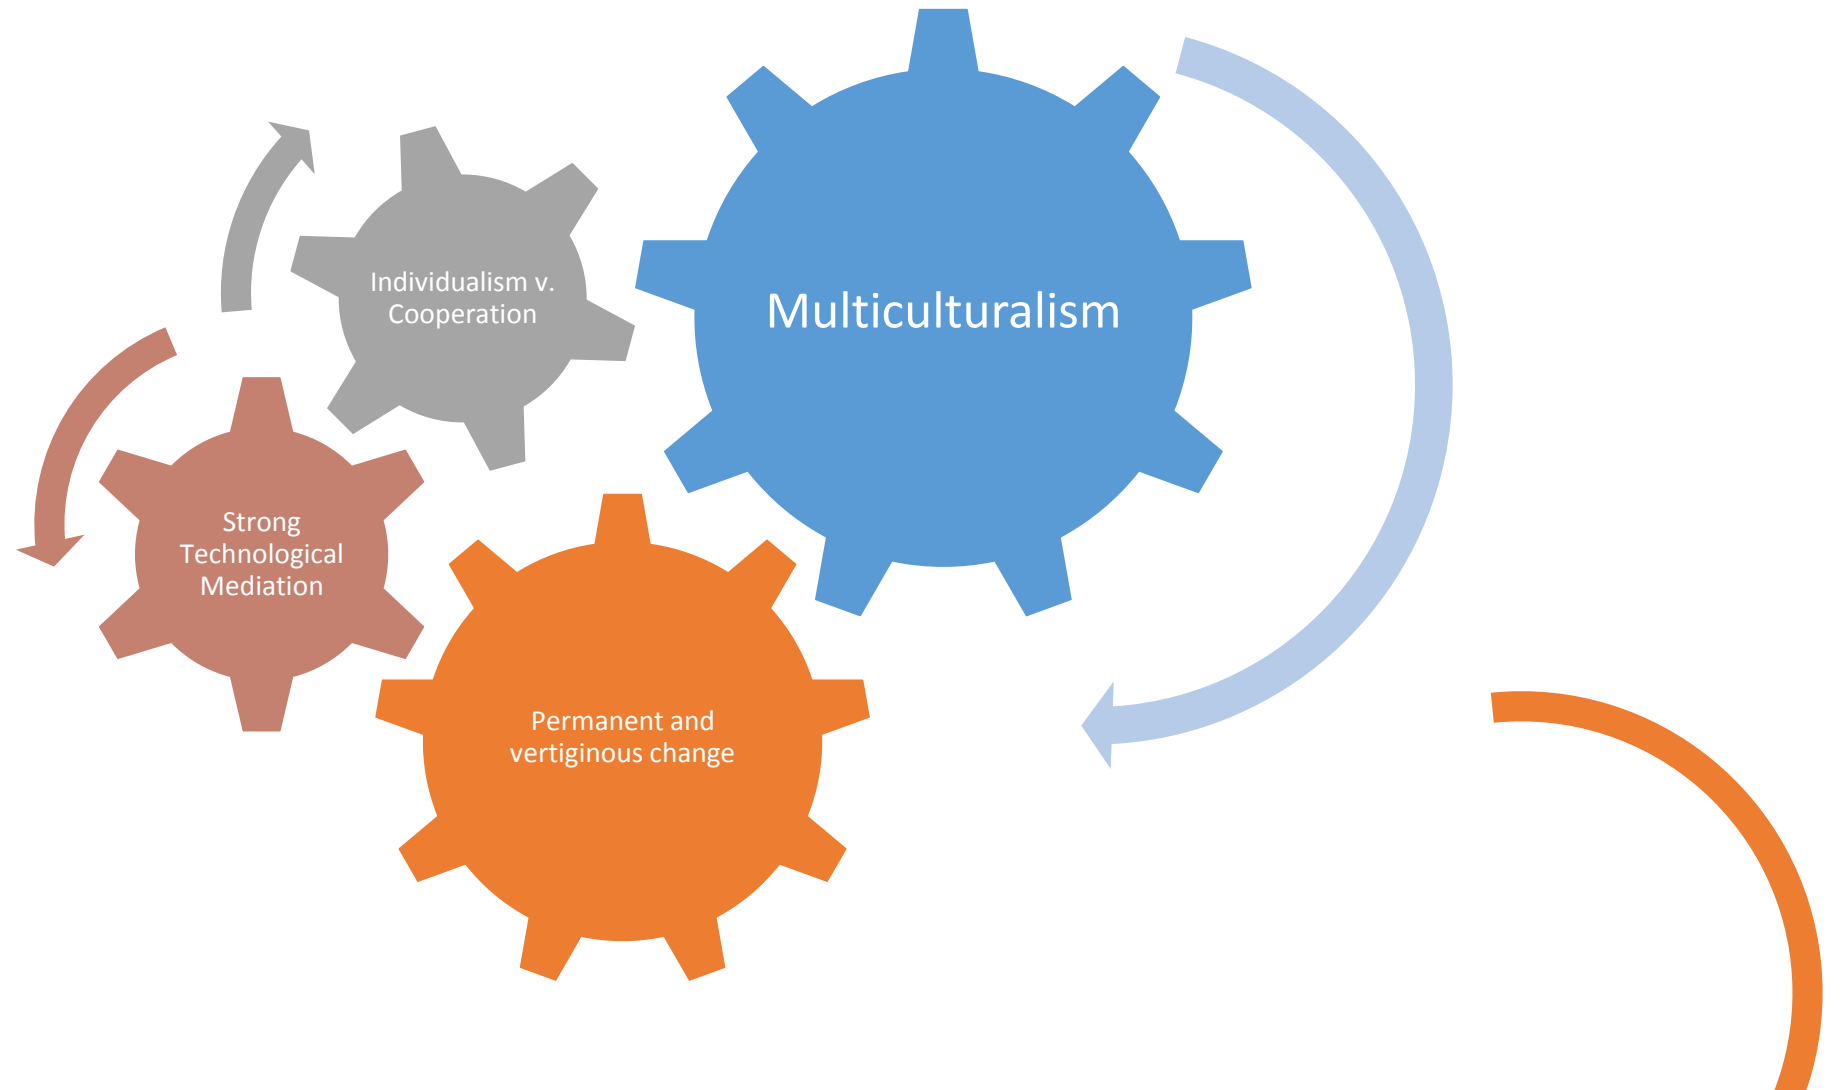 Individualism v.
Cooperation
Multiculturalism
Strong
Technological
Mediation
Permanent and
vertiginous change